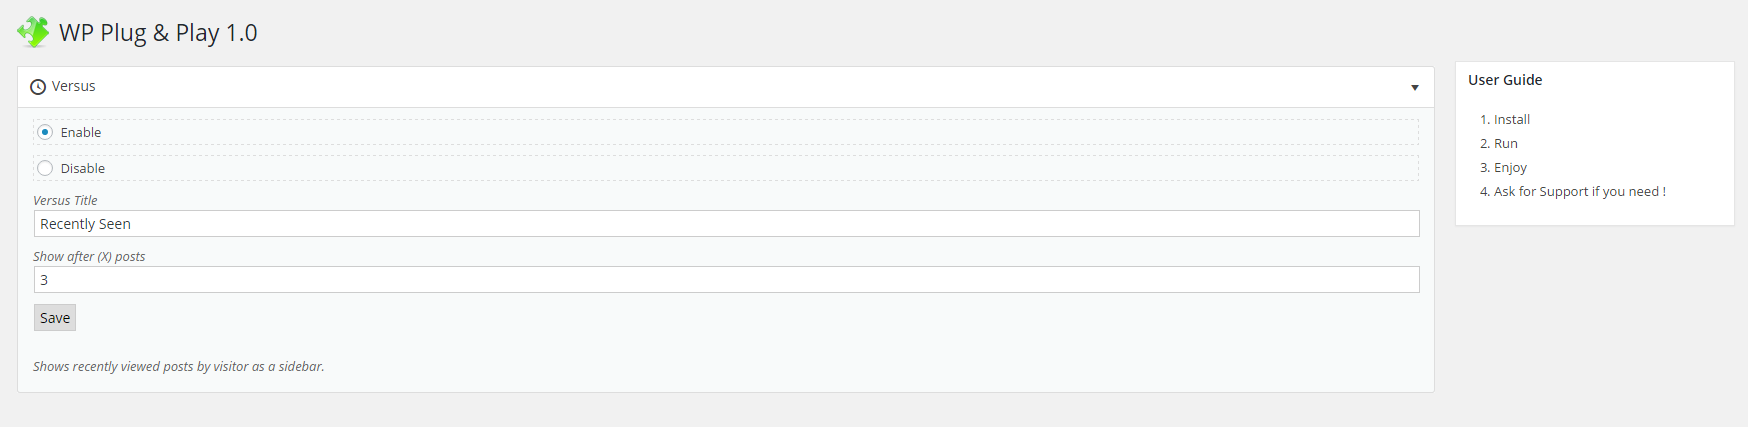 WP Plug & Play 1.0
Versus
Enable
Disable
Versus Title
Recently Seen
Show after (X) posts
3
Save
Shows recently viewed posts by visitor as a sidebar.
User Guide
1. Install
2. Run
3. Enjoy
4. Ask for Support if you need !